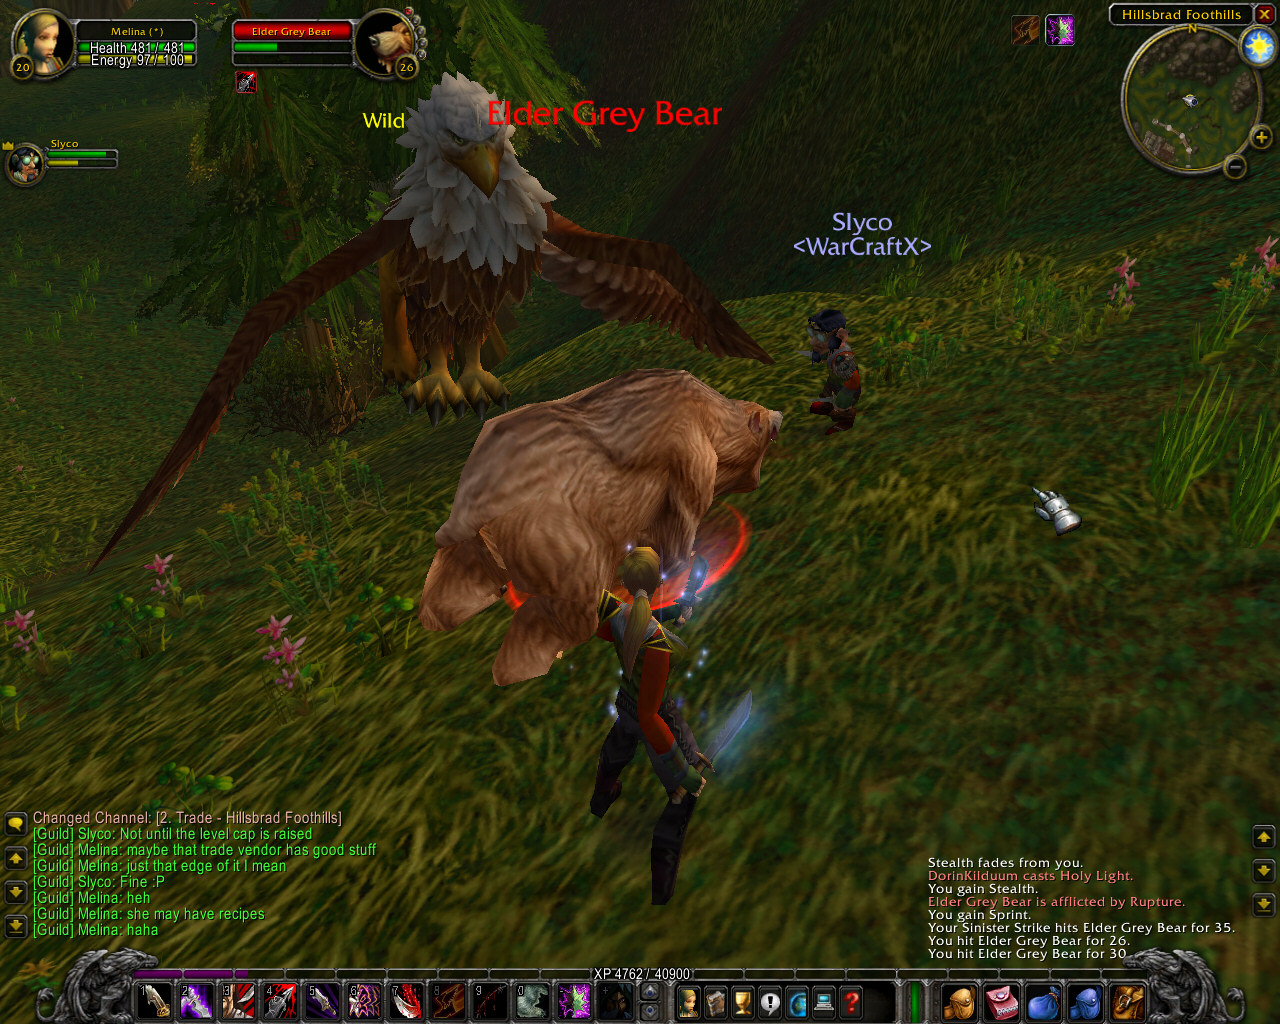 Melina (*)
Health 481 / 481
Energy 97 / 100
20
Elder Grey Bear
26
Hillsbrad Foothills
N
Slyco
Wild
Elder Grey Bear
Slyco
<WarCraftX>
Changed Channel: [2. Trade - Hillsbrad Foothills]
[Guild] Slyco: Not until the level cap is raised
[Guild] Melina: maybe that trade vendor has good stuff
[Guild] Melina: just that edge of it I mean
[Guild] Slyco: Fine :P
[Guild] Melina: heh
[Guild] Melina: she may have recipes
[Guild] Melina: haha
Stealth fades from you.
DorinKilduum casts Holy Light.
You gain Stealth.
Elder Grey Bear is afflicted by Rupture.
You gain Sprint.
Your Sinister Strike hits Elder Grey Bear for 35.
You hit Elder Grey Bear for 26.
You hit Elder Grey Bear for 30.
XP 4762 / 40900
1 2 3 4 5 6 7 8 9 0 - +